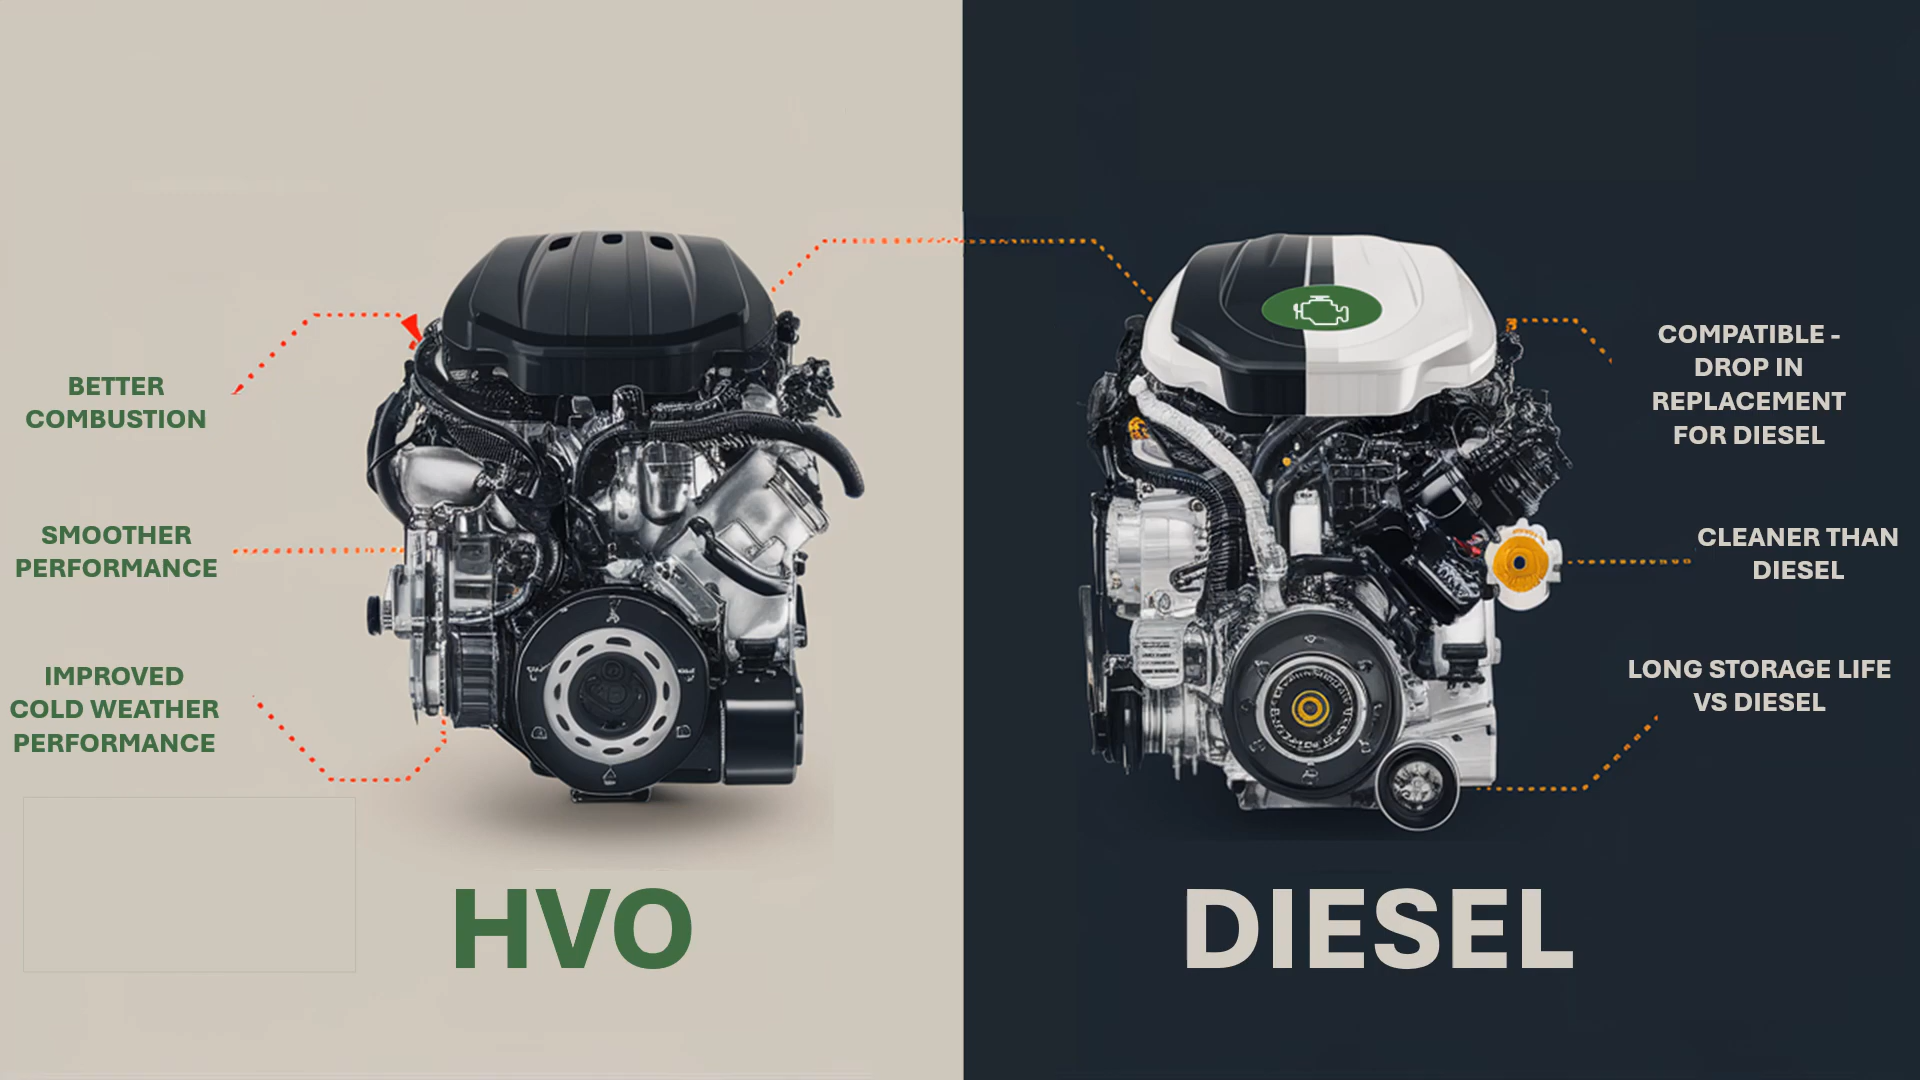 BETTER
COMBUSTION
SMOOTHER
PERFORMANCE
IMPROVED
COLD WEATHER
PERFORMANCE
HVO
COMPATIBLE -
DROP IN
REPLACEMENT
FOR DIESEL
CLEANER THAN
DIESEL
LONG STORAGE LIFE
VS DIESEL
DIESEL